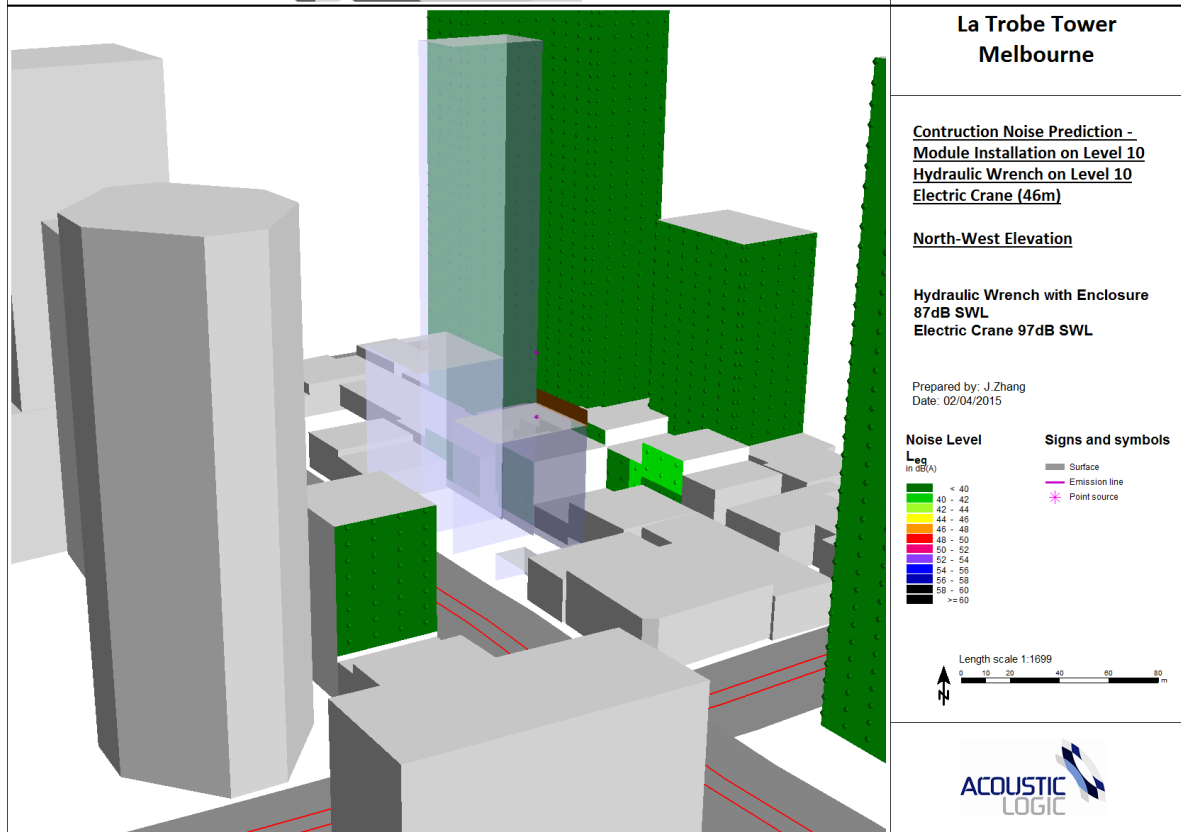 La Trobe Tower
Melbourne
Contruction Noise Prediction -
Module Installation on Level 10
Hydraulic Wrench on Level 10
Electric Crane (46m)
North-West Elevation
Hydraulic Wrench with Enclosure
87dB SWL
Electric Crane 97dB SWL
Prepared by: J.Zhang
Date: 02/04/2015
Noise Level
Leq
in dB(A)
< 40
40 - 42
42 - 44
44 - 46
46 - 48
48 - 50
50 - 52
52 - 54
54 - 56
56 - 58
58 - 60
>= 60
Signs and symbols
Surface
Emission line
Point source
Length scale 1:1699
0 10 20 40 60 80
m
N
ACOUSTIC
LOGIC